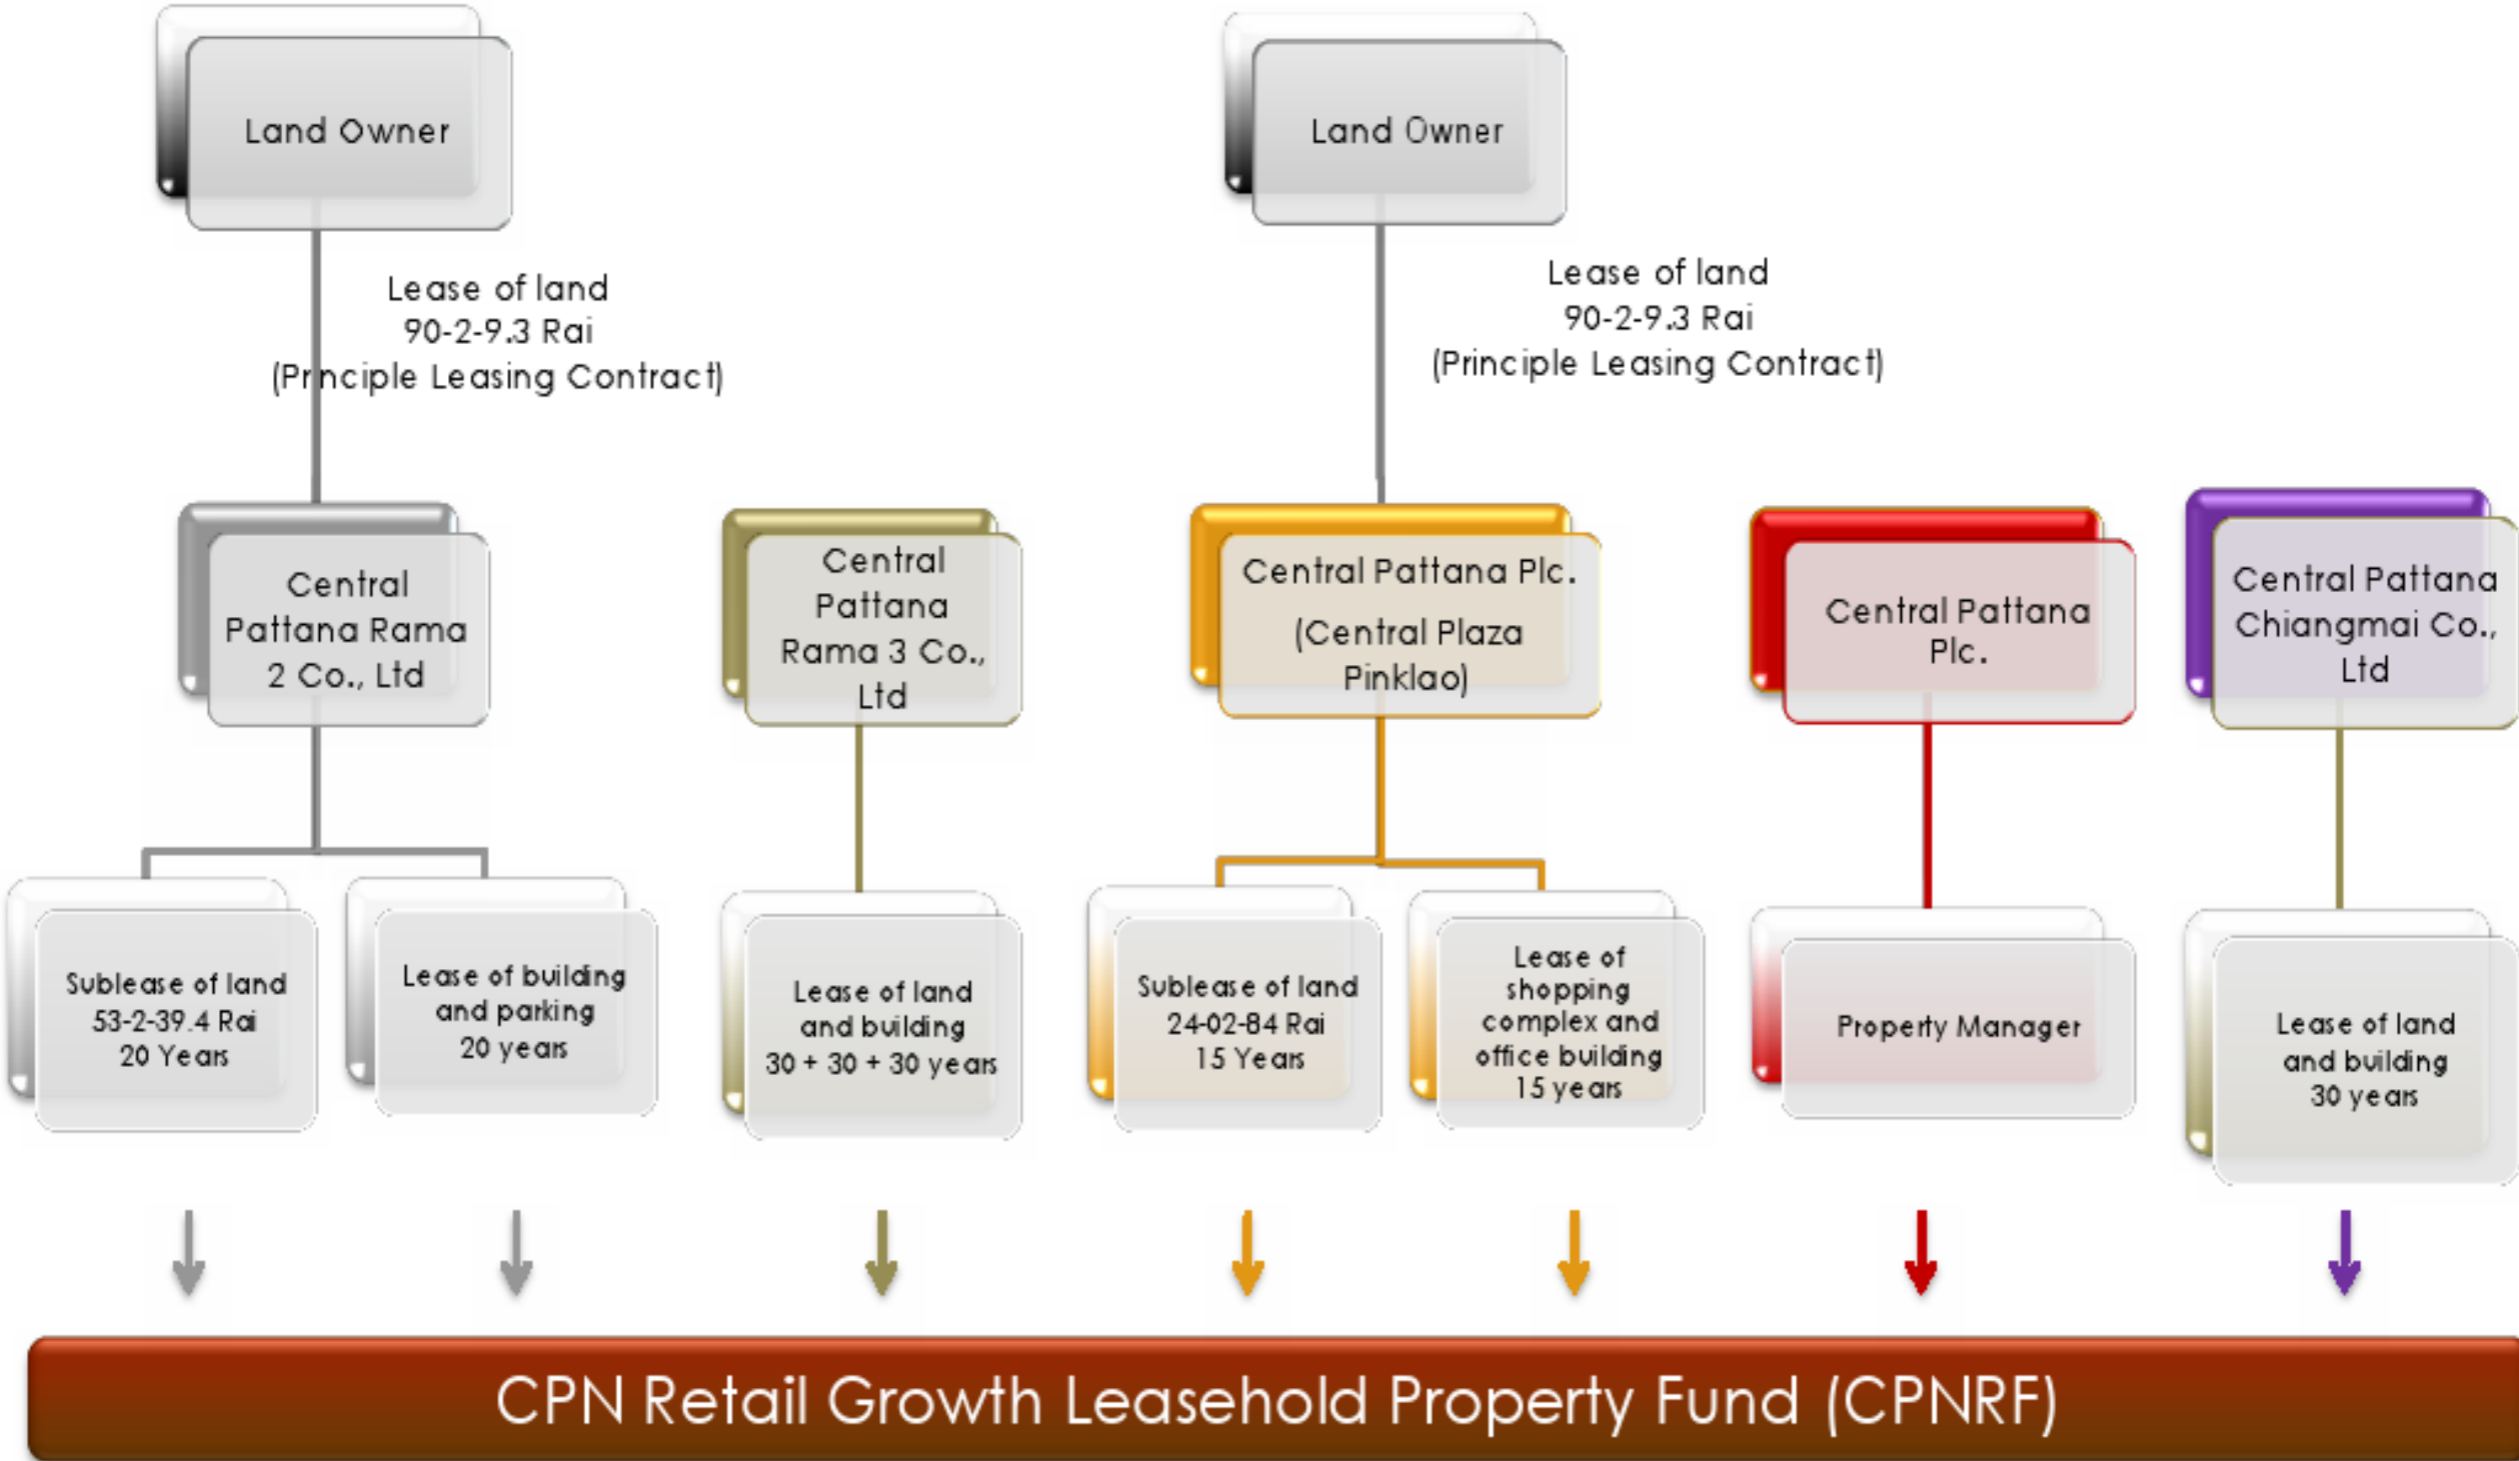 Land Owner
Land Owner
Lease of land
90-2-9.3 Rai
(Principle Leasing Contract)
Lease of land
90-2-9.3 Rai
(Principle Leasing Contract)
Central
Pattana Rama
2 Co., Ltd
Central
Pattana
Rama 3 Co.,
Ltd
Central Pattana Plc.
(Central Plaza
Pinklao)
Central Pattana
Plc.
Central Pattana
Chiangmai Co.,
Ltd
Sublease of land
53-2-39.4 Rai
20 Years
Lease of building
and parking
20 years
Lease of land
and building
30 + 30 + 30 years
Sublease of land
24-02-84 Rai
15 Years
Lease of
shopping
complex and
office building
15 years
Property Manager
Lease of land
and building
30 years
CPN Retail Growth Leasehold Property Fund (CPNRF)